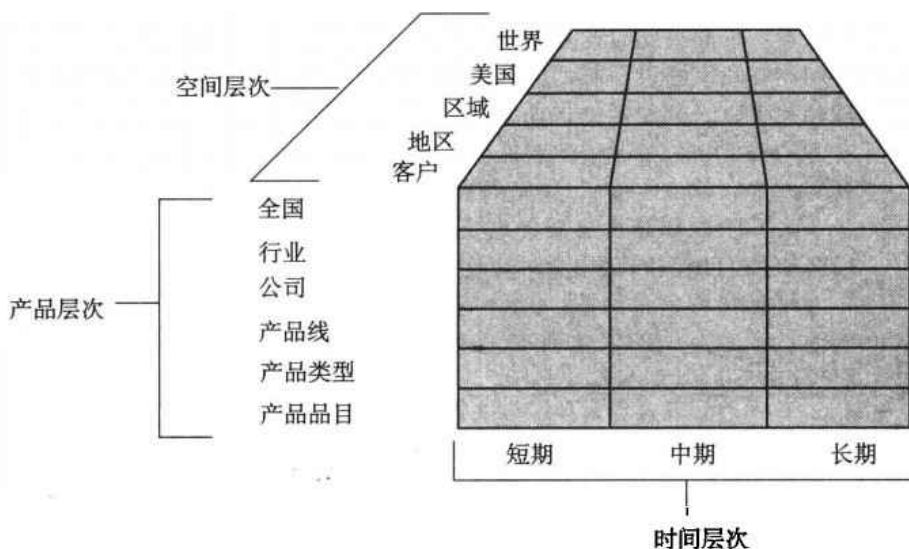 世界
美国
空间层次
区域
地区
客户
全国
行业
公司
产品层次
产品线
产品类型
产品品目
短期 中期 长期
时间层次